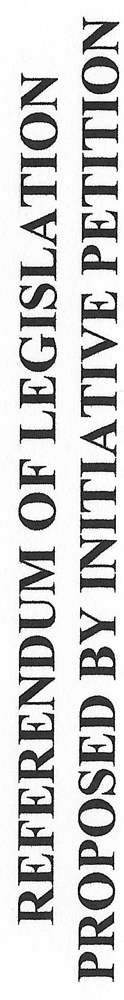 REFERENDUM OF LEGISLATION
PROPOSED BY INITIATIVE PETITION